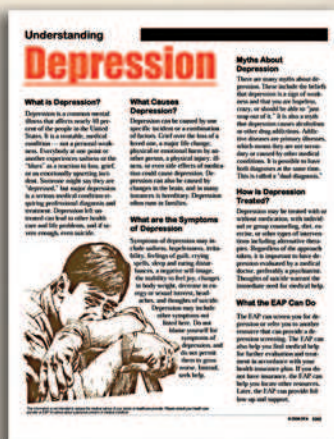 Understanding
Depression
What is Depression?
Depression is a common mental
illness that affects nearly 10 per-
cent of the people in the United
States. It is a treatable, medical
condition — not a personal weak-
ness. Everybody at one point or
another experiences sadness or the
"blues" as a reaction to loss, grief,
or an emotionally upsetting inci-
dent. Someone might say they are
"depressed," but major depression
is a serious medical condition re-
quiring professional diagnosis and
treatment. Depression left un-
treated can lead to other health
care and life problems, and if se-
vere enough, even suicide.
What Causes
Depression?
Depression can be caused by one
specific incident or a combination
of factors. Grief over the loss of a
loved one, a major life change,
physical or emotional harm by an-
other person, a physical injury, ill-
ness, or even side effects of medica-
tion could cause depression. De-
pression can also be caused by
changes in the brain, and in many
instances is hereditary. Depression
often runs in families.
What are the Symptoms
of Depression
Symptoms of depression may in-
clude sadness, hopelessness, irrita-
bility, feelings of guilt, crying
spells, sleep and eating distur-
bances, a negative self-image,
the inability to feel joy, changes
in body weight, decrease in en-
ergy or sexual interest, head-
aches, and thoughts of suicide.
Depression may include
other symptoms not
listed here. Do not
blame yourself for
symptoms of
depression, and
do not permit
them to grow
worse. Instead,
seek help.
Myths About
Depression
There are many myths about de-
pression. These include the beliefs
that depression is a sign of weak-
ness and that you are hopeless,
crazy, or should be able to "just
snap out of it." It is also a myth
that depression causes alcoholism
or other drug addictions. Addic-
tive diseases are primary illnesses,
which means they are not secon-
dary or caused by other medical
conditions. It is possible to have
both diagnoses at the same time.
This is called a "dual diagnosis."
How is Depression
Treated?
Depression may be treated with or
without medication, with individ-
ual or group counseling, diet, ex-
ercise, or other types of interven-
tions including alternative thera-
pies. Regardless of the approach
taken, it is important to have de-
pression evaluated by a medical
doctor, preferably a psychiatrist.
Thoughts of suicide warrant the
immediate need for medical help.
What the EAP Can Do
The EAP can screen you for de-
pression or refer you to another
resource that can provide a de-
pression screening. The EAP can
also help you find medical help
for further evaluation and treat-
ment in accordance with your
health insurance plan. If you do
not have insurance, the EAP can
help you locate other resources.
Later, the EAP can provide fol-
low-up and support.